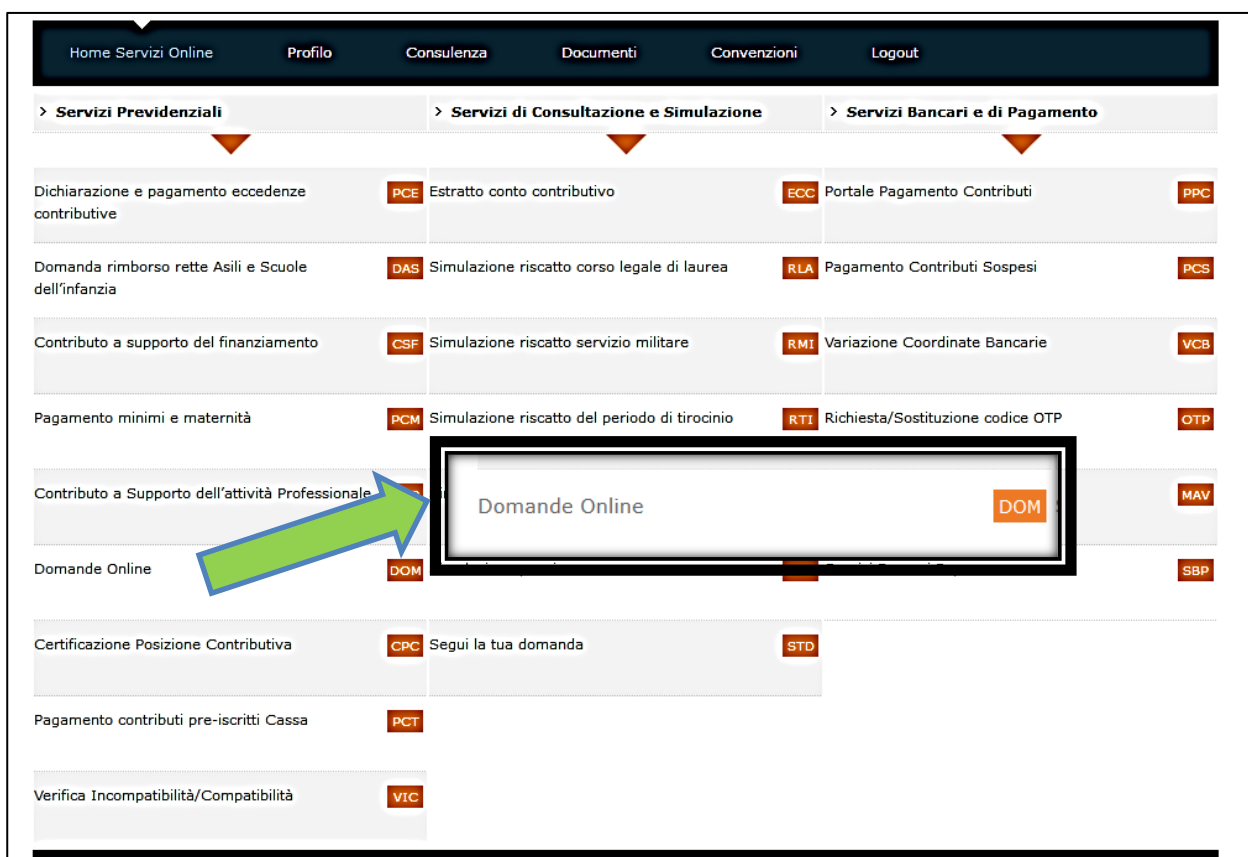 Home Servizi Online Profilo Consulenza Documenti Convenzioni Logout
> Servizi Previdenziali
> Servizi di Consultazione e Simulazione
> Servizi Bancari e di Pagamento
Dichiarazione e pagamento eccedenze
contributive
PCE
Estratto conto contributivo ECC
Portale Pagamento Contributi PPC
Domanda rimborso rette Asili e Scuole
dell'infanzia
DAS
Simulazione riscatto corso legale di laurea RLA
Pagamento Contributi Sospesi PCS
Contributo a supporto del finanziamento CSF
Simulazione riscatto servizio militare RMI
Variazione Coordinate Bancarie VCB
Pagamento minimi e maternità PCM
Simulazione riscatto del periodo di tirocinio RTI
Richiesta/Sostituzione codice OTP OTP
Contributo a Supporto dell'attività Professionale
Domande Online DOM
MAV
Domande Online DOM
SBP
Certificazione Posizione Contributiva CPC
Segui la tua domanda STD
Pagamento contributi pre-iscritti Cassa PCT
Verifica Incompatibilità/Compatibilità VIC